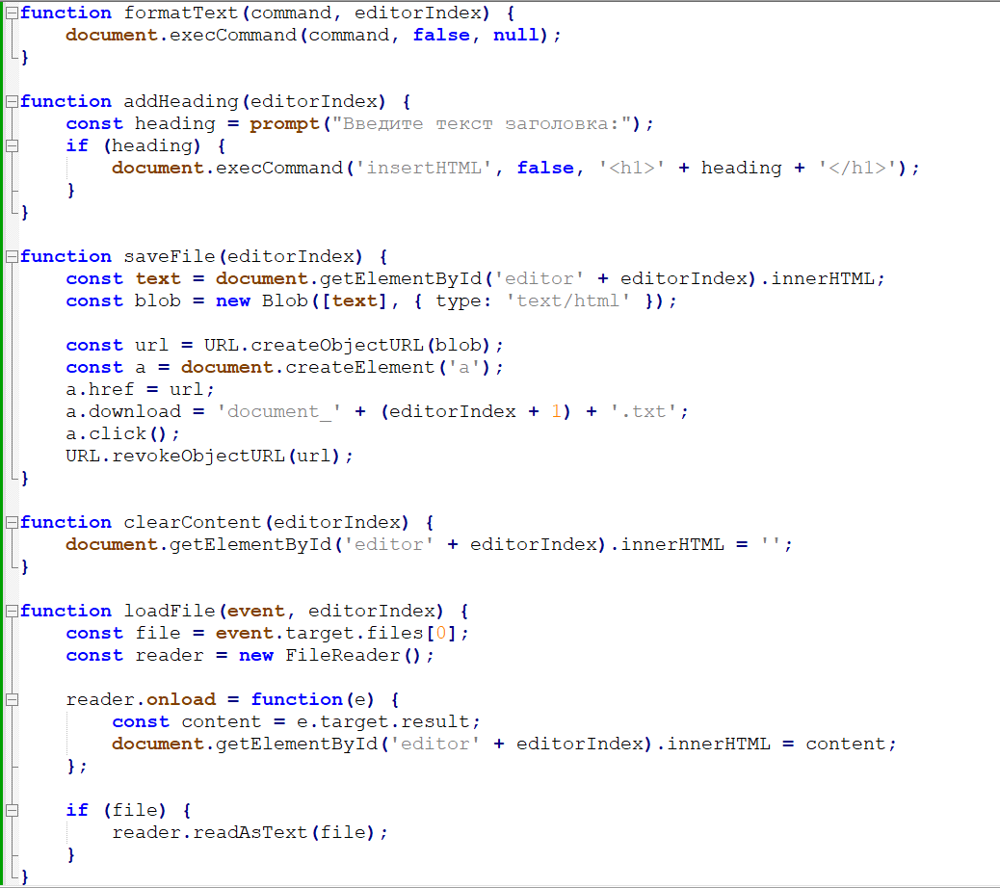 function formatText(command, editorIndex) {
    document.execCommand(command, false, null);
}

function addHeading(editorIndex) {
    const heading = prompt("Введите текст заголовка:");
    if (heading) {
        document.execCommand('insertHTML', false, '<h1>' + heading + '</h1>');
    }
}

function saveFile(editorIndex) {
    const text = document.getElementById('editor' + editorIndex).innerHTML;
    const blob = new Blob([text], { type: 'text/html' });

    const url = URL.createObjectURL(blob);
    const a = document.createElement('a');
    a.href = url;
    a.download = 'document_' + (editorIndex + 1) + '.txt';
    a.click();
    URL.revokeObjectURL(url);
}

function clearContent(editorIndex) {
    document.getElementById('editor' + editorIndex).innerHTML = '';
}

function loadFile(event, editorIndex) {
    const file = event.target.files[0];
    const reader = new FileReader();

    reader.onload = function(e) {
        const content = e.target.result;
        document.getElementById('editor' + editorIndex).innerHTML = content;
    };

    if (file) {
        reader.readAsText(file);
    }
}